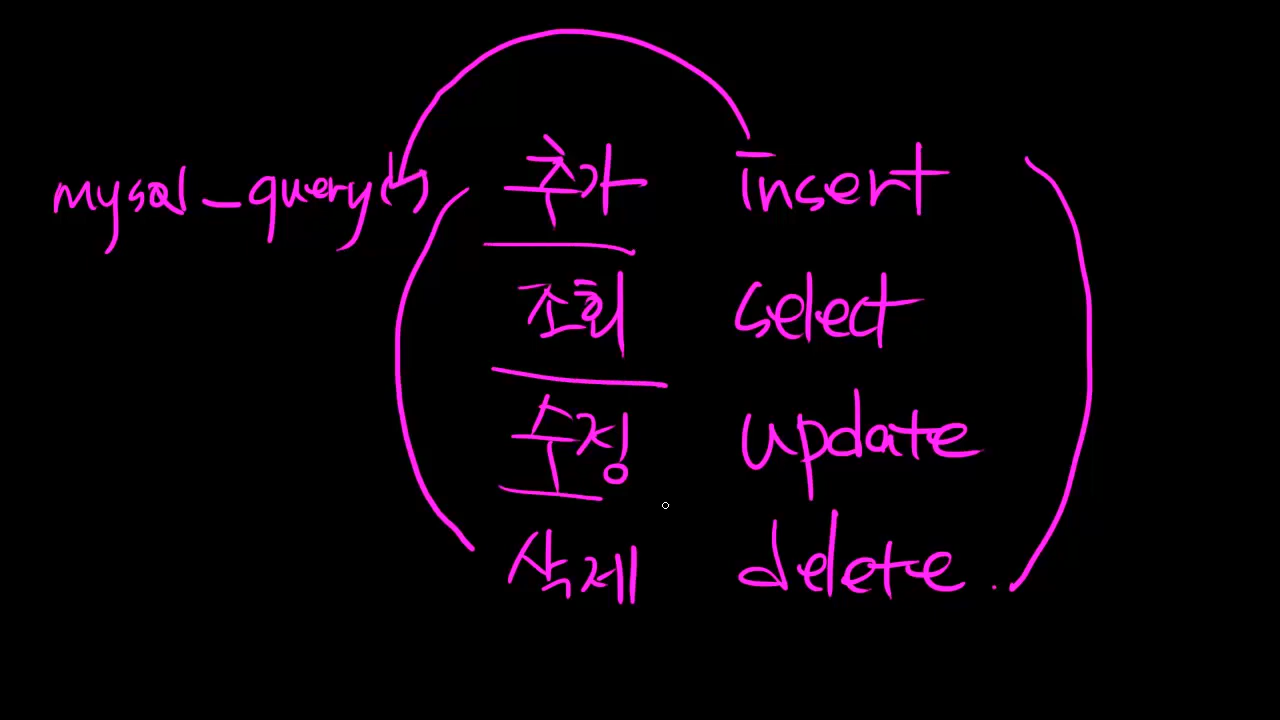 mysql_query()
추가 insert
조회 select
수정 update
삭제 delete